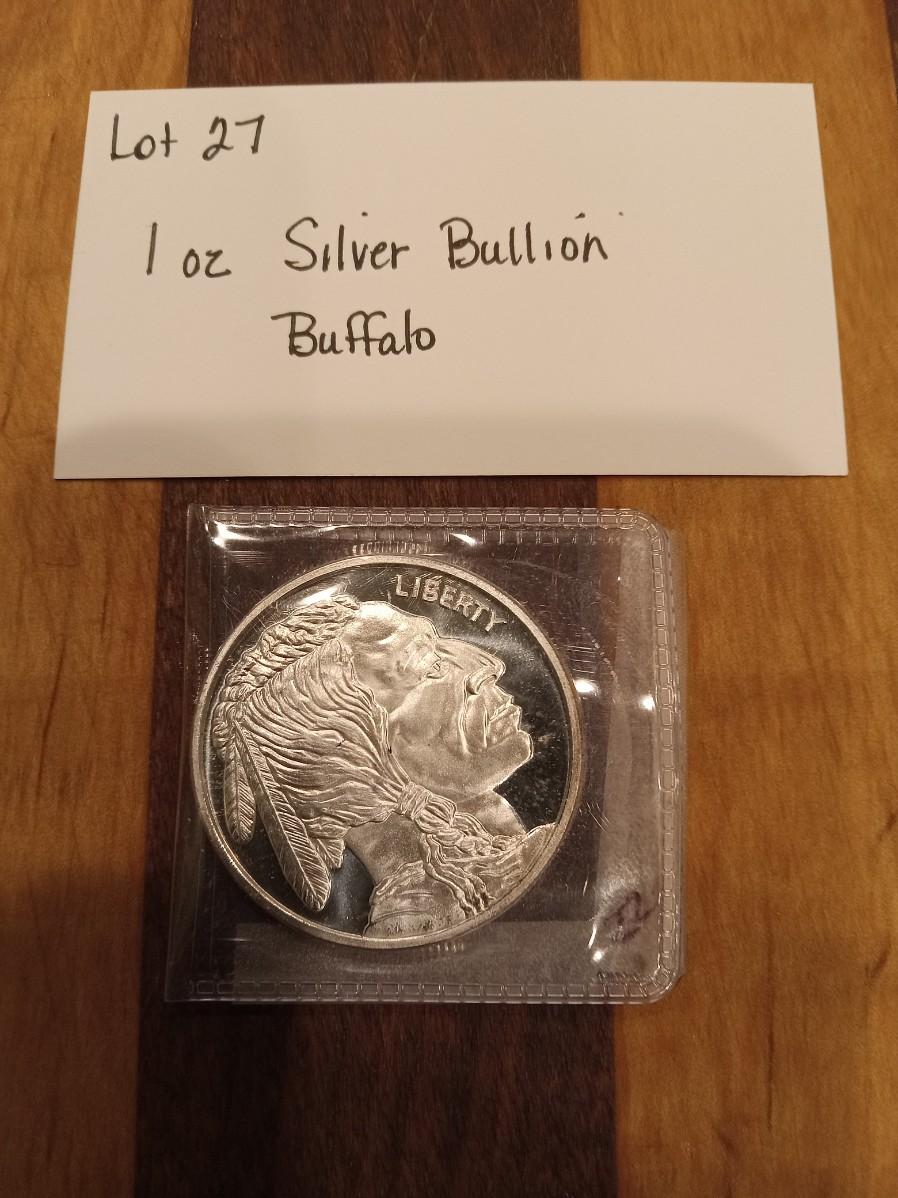 Lot 27
1 oz Silver Bullion
Buffalo
LIBERTY